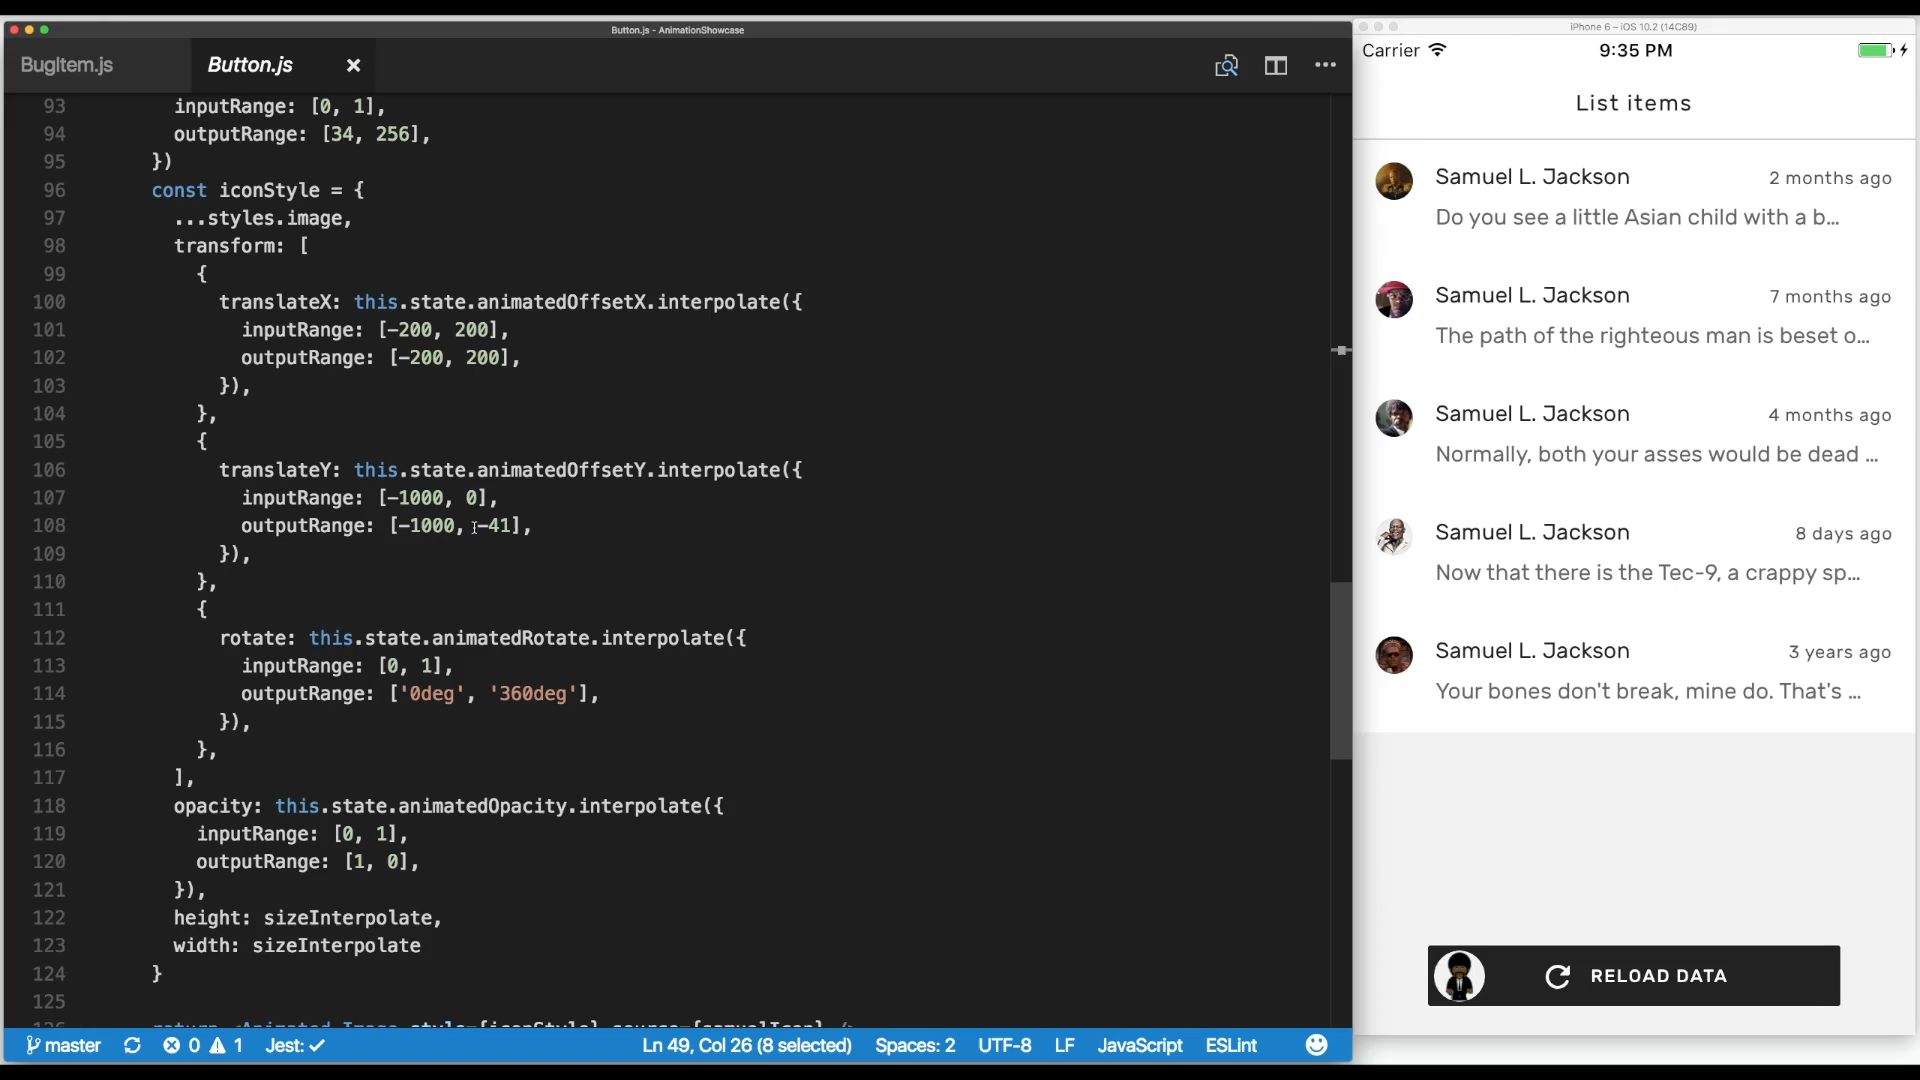 Button.js - AnimationShowcase
BugItem.js
Button.js
93 inputRange: [0, 1],
94 outputRange: [34, 256],
95 })
96 const iconStyle = {
97 ...styles.image,
98 transform: [
99 {
100 translateX: this.state.animatedOffsetX.interpolate({
101 inputRange: [-200, 200],
102 outputRange: [-200, 200],
103 }),
104 },
105 {
106 translateY: this.state.animatedOffsetY.interpolate({
107 inputRange: [-1000, 0],
108 outputRange: [-1000, -41],
109 }),
110 },
111 {
112 rotate: this.state.animatedRotate.interpolate({
113 inputRange: [0, 1],
114 outputRange: ['0deg', '360deg'],
115 }),
116 },
117 ],
118 opacity: this.state.animatedOpacity.interpolate({
119 inputRange: [0, 1],
120 outputRange: [1, 0],
121 }),
122 height: sizeInterpolate,
123 width: sizeInterpolate
124 }
125
126 return <Animated.Image style={iconStyle} source={samuelIcon} />
master 0 1 Jest: ✓ Ln 49, Col 26 (8 selected) Spaces: 2 UTF-8 LF JavaScript ESLint
iPhone 6 – iOS 10.2 (14C89)
Carrier 9:35 PM
List items
Samuel L. Jackson 2 months ago
Do you see a little Asian child with a b...
Samuel L. Jackson 7 months ago
The path of the righteous man is beset o...
Samuel L. Jackson 4 months ago
Normally, both your asses would be dead ...
Samuel L. Jackson 8 days ago
Now that there is the Tec-9, a crappy sp...
Samuel L. Jackson 3 years ago
Your bones don't break, mine do. That's ...
RELOAD DATA